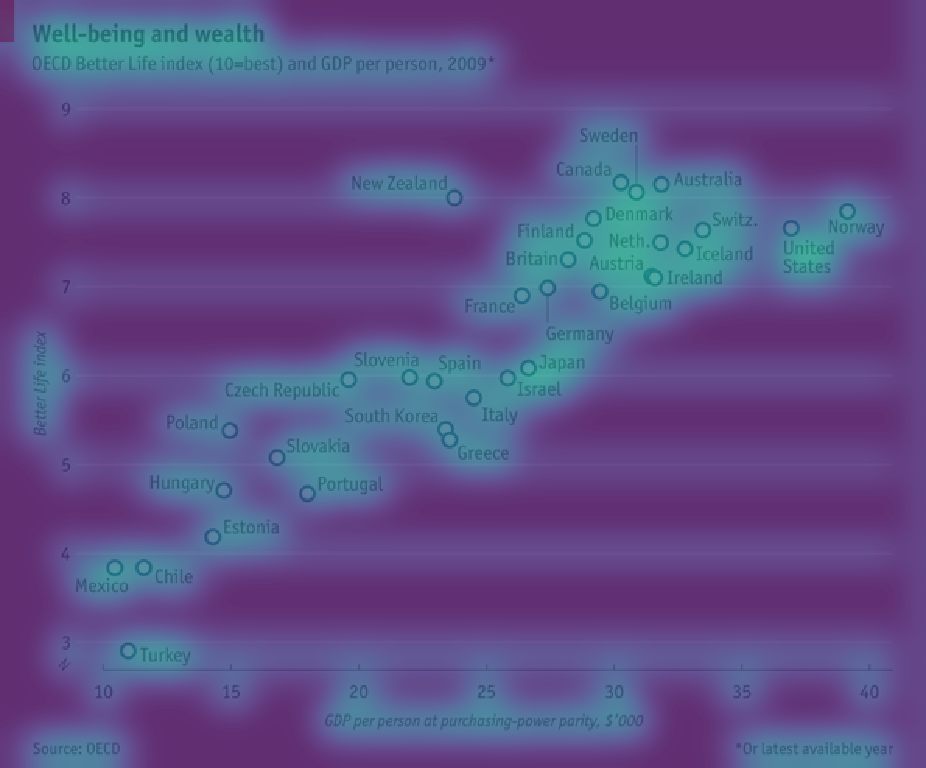 Well-being and wealth
OECD Better Life index (10=best) and GDP per person, 2009*
9
Sweden
Canada
Australia
New Zealand
8
Denmark
Switz.
Norway
Finland
Neth.
United
States
Britain
Austria
Iceland
7
Ireland
France
Belgium
Germany
Better Life index
Slovenia
Spain
Japan
6
Czech Republic
Israel
South Korea
Italy
Poland
Slovakia
Greece
5
Hungary
Portugal
Estonia
4
Mexico
Chile
3
Turkey
10 15 20 25 30 35 40
GDP per person at purchasing-power parity, $'000
Source: OECD
*Or latest available year